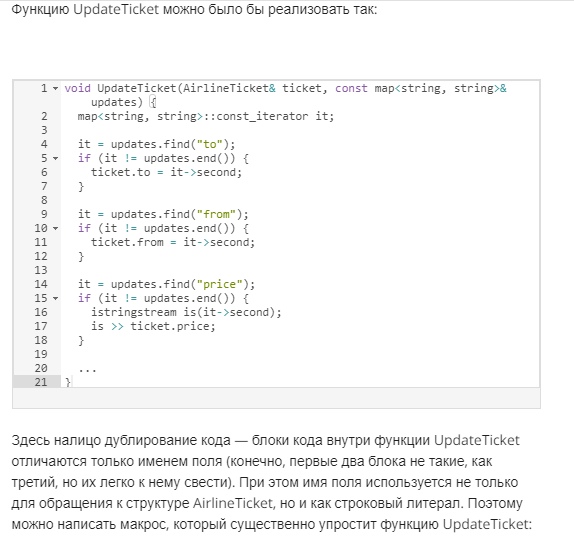 Функцию UpdateTicket можно было бы реализовать так:
1 void UpdateTicket(AirlineTicket& ticket, const map<string, string>&
updates) {
2 map<string, string>::const_iterator it;
3
4 it = updates.find("to");
5 if (it != updates.end()) {
6 ticket.to = it->second;
7 }
8
9 it = updates.find("from");
10 if (it != updates.end()) {
11 ticket.from = it->second;
12 }
13
14 it = updates.find("price");
15 if (it != updates.end()) {
16 istringstream is(it->second);
17 is >> ticket.price;
18 }
19
20 ...
21 }
Здесь налицо дублирование кода — блоки кода внутри функции UpdateTicket
отличаются только именем поля (конечно, первые два блока не такие, как
третий, но их легко к нему свести). При этом имя поля используется не только
для обращения к структуре AirlineTicket, но и как строковый литерал. Поэтому
можно написать макрос, который существенно упростит функцию UpdateTicket: